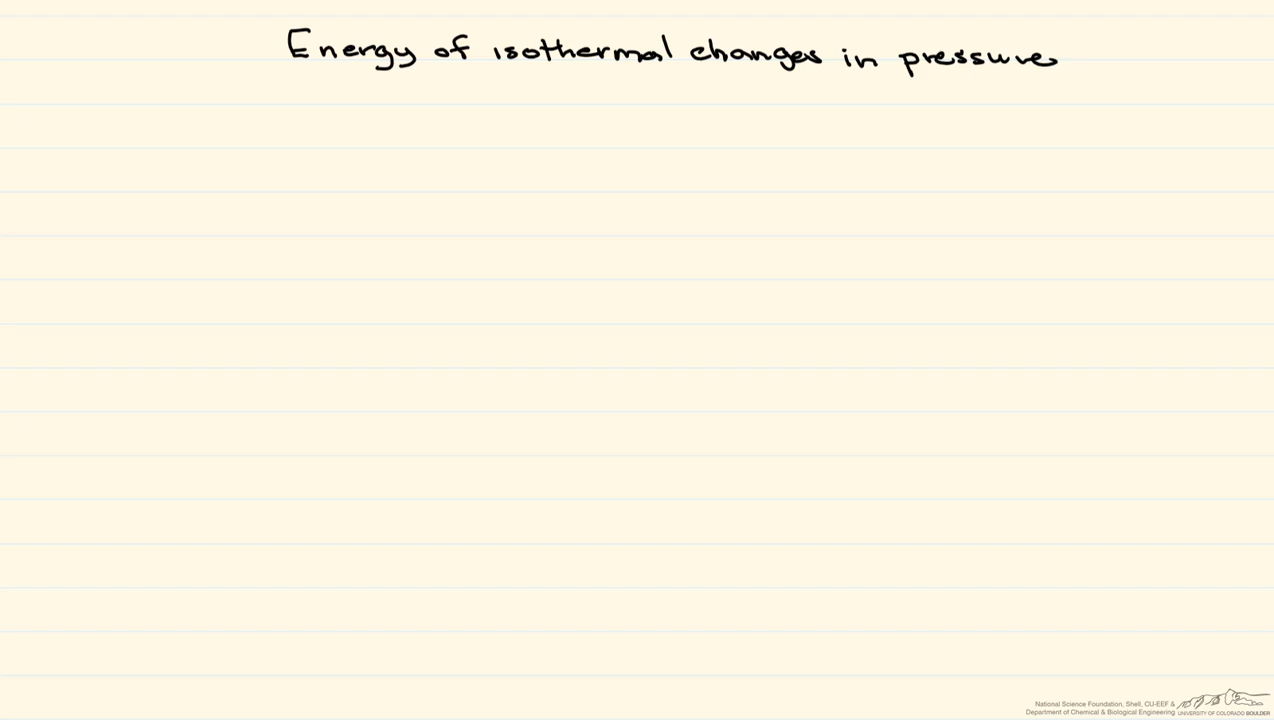 Energy of isothermal changes in pressure
National Science Foundation, Shell, CU-EEF &
Department of Chemical & Biological Engineering UNIVERSITY OF COLORADO BOULDER